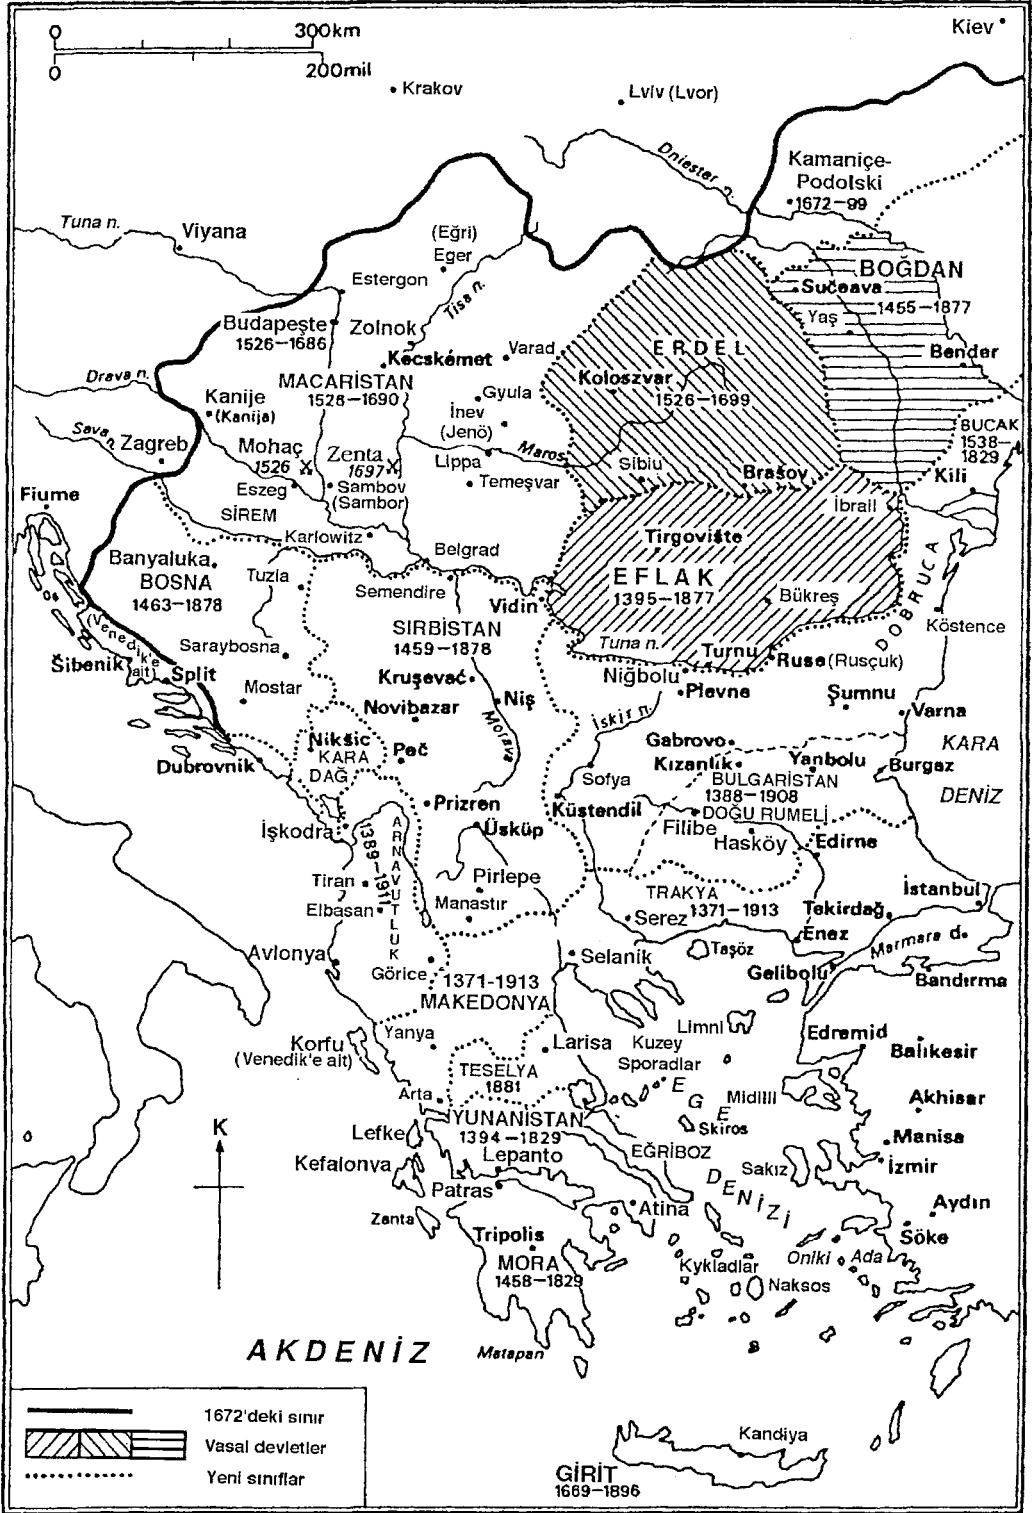 0 300km
0 200mil
Kiev
Krakov
Lviv (Lvor)
Dniester n.
Kamaniçe-
Podolski
1672–99
Tuna n.
Viyana
(Eğri)
Eger
Estergon
Tisa n.
BOĞDAN
1455–1877
Sučeava
Yaş
Budapeşte
1526–1686
Zolnok
Kecskémet
Varad
ERDEL
1526–1699
Koloszvar
Bender
Drava n.
MACARİSTAN
1526–1690
Gyula
Kanije
(Kanija)
İnev
(Jenö)
BUCAK
1538–
1829
Sava n.
Zagreb
Mohaç
1526
Zenta
1697
Maros
Lippa
Sibiu
Brašov
Kili
Eszeg
Sambov
(Sambor)
Temeşvar
İbrail
Fiume
SİREM
Karlowitz
Tirgovište
Banyaluka
BOSNA
1463–1878
Tuzla
Belgrad
Semendire
Vidin
EFLAK
1395–1877
Bükreş
DOBRUCA
Köstence
(Venedik'e
ait)
Saraybosna
SIRBİSTAN
1459–1878
Tuna n.
Turnu
Ruse (Rusçuk)
Šibenik
Split
Mostar
Kruşevać
Niğbolu
Plevne
Şumnu
Niş
Novibazar
Morava
İskır n.
Varna
Nikšic
KARA
DAĞ
Peč
Gabrovo
KARA
DENİZ
Dubrovnik
Sofya
Kızanlık
Yanbolu
Burgaz
BULGARİSTAN
1388–1908
Prizren
Küstendil
DOĞU RUMELİ
İşkodra
Üsküp
Filibe
Hasköy
Edirne
ARNAVUTLUK
1389–1911
Tiran
Pirlepe
TRAKYA
1371–1913
İstanbul
Elbasan
Manastır
Serez
Tekirdağ
Enez
Marmara d.
Avlonya
Selanik
Taşöz
Gelibolu
Bandırma
Görice
1371-1913
MAKEDONYA
Limni
Edremid
Korfu
(Venedik'e ait)
Yanya
Larisa
Kuzey
Sporadlar
Balıkesir
TESELYA
1881
EGE
DENİZİ
Midilli
Akhisar
Arta
YUNANİSTAN
1394–1829
Skiros
K
Lefke
Lepanto
EĞRİBOZ
Manisa
Kefalonva
Sakız
İzmir
Patras
Zanta
Atina
Aydın
Söke
Tripolis
MORA
1458–1829
Kykladlar
Oniki Ada
Naksos
AKDENİZ
Matapan
Kandiya
GİRİT
1669–1896
1672'deki sınır
Vasal devletler
Yeni sınıflar